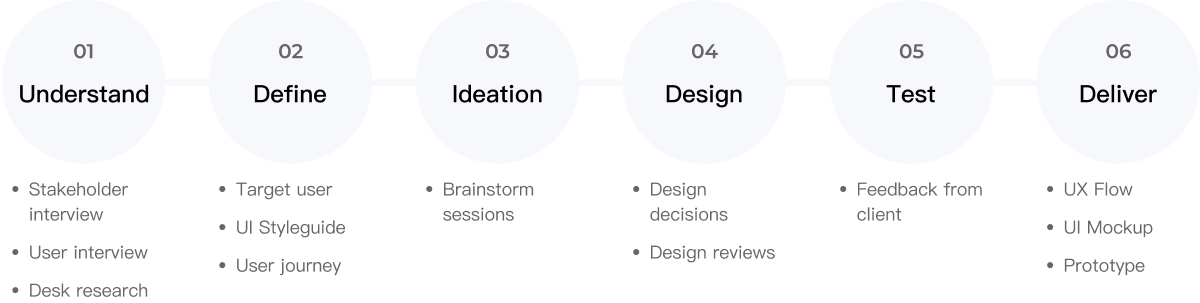 01
Understand
• Stakeholder
interview
• User interview
• Desk research
02
Define
• Target user
• UI Styleguide
• User journey
03
Ideation
• Brainstorm
sessions
04
Design
• Design
decisions
• Design reviews
05
Test
• Feedback from
client
06
Deliver
• UX Flow
• UI Mockup
• Prototype